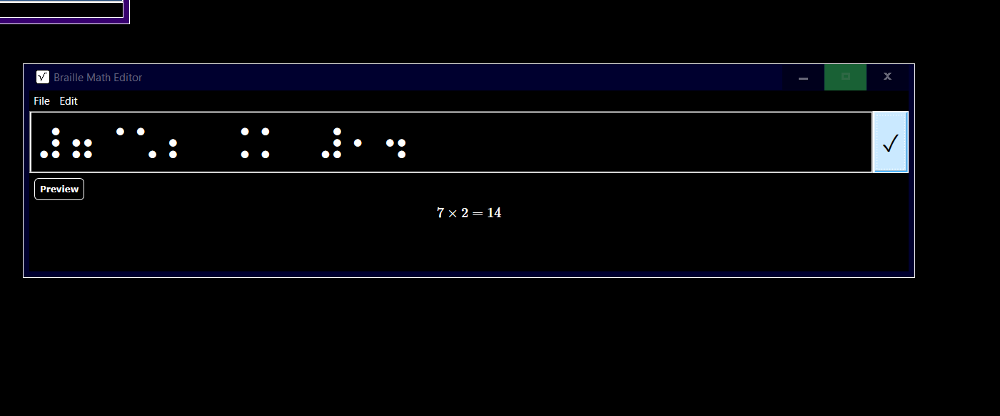 Braille Math Editor
File Edit
⠼⠶⠈⠡⠆ ⠨⠅ ⠼⠂⠲
Preview
7 × 2 = 14